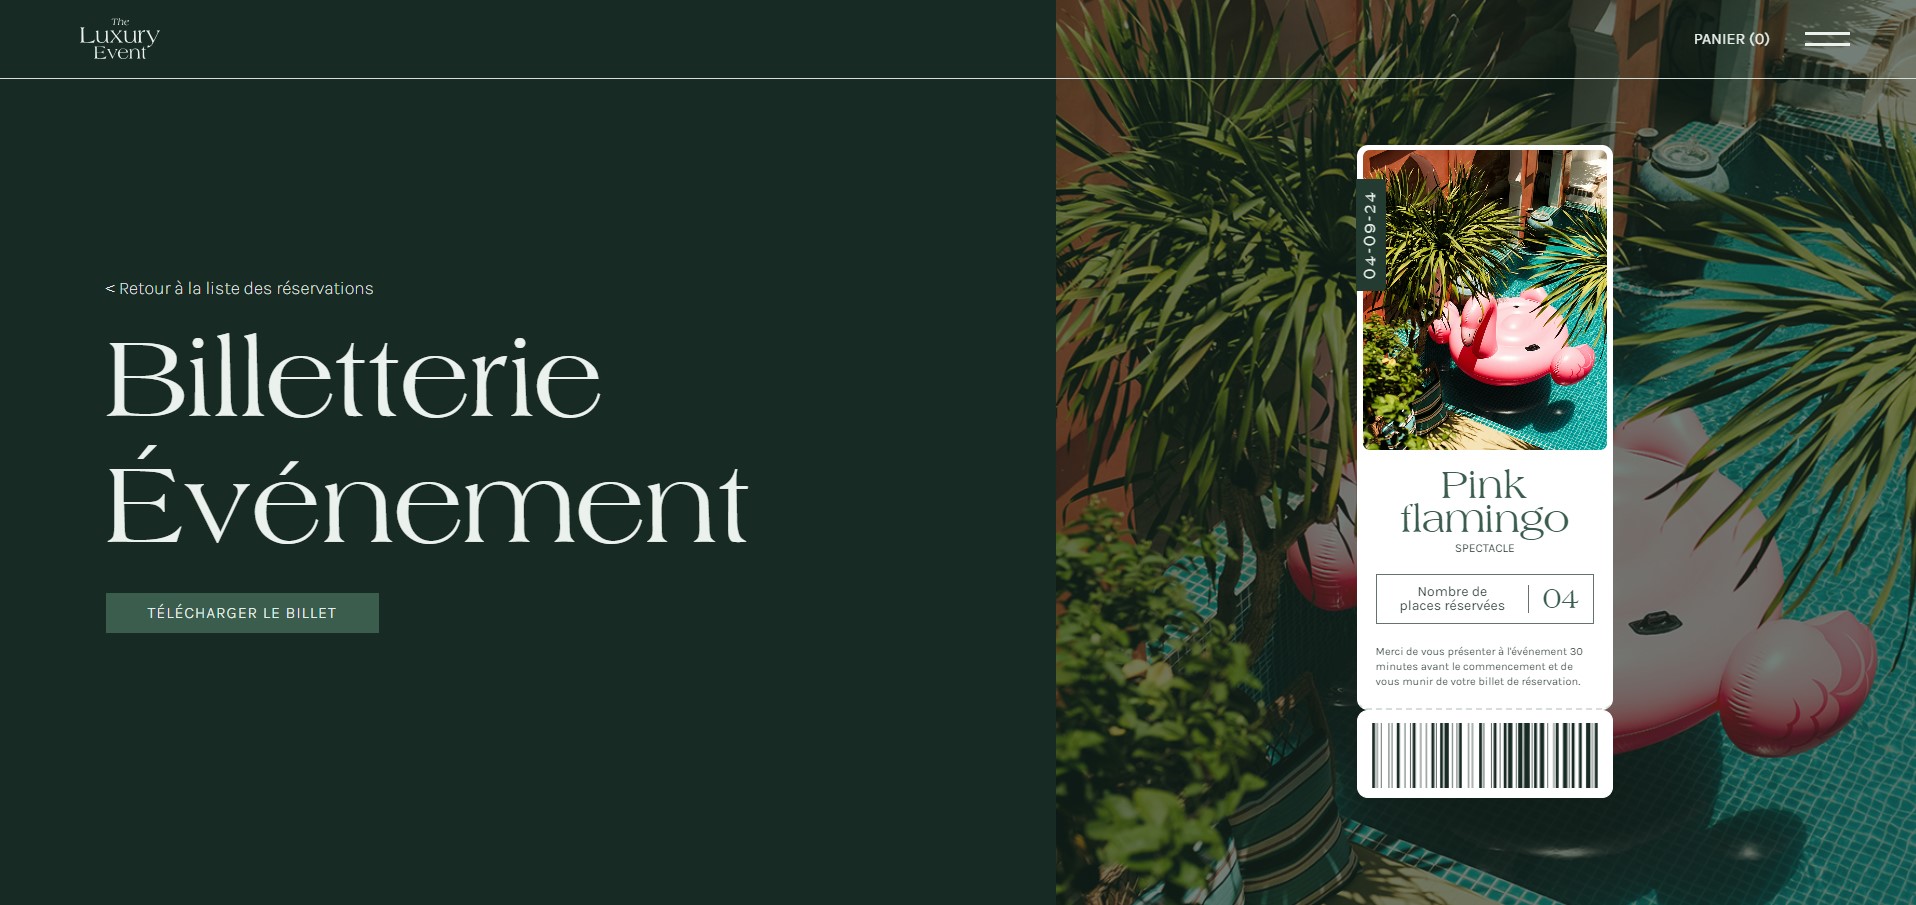 The
Luxury
Event
PANIER (0)
< Retour à la liste des réservations
Billetterie
Événement
TÉLÉCHARGER LE BILLET
04-09-24
Pink
flamingo
SPECTACLE
Nombre de
places réservées
04
Merci de vous présenter à l'événement 30
minutes avant le commencement et de
vous munir de votre billet de réservation.